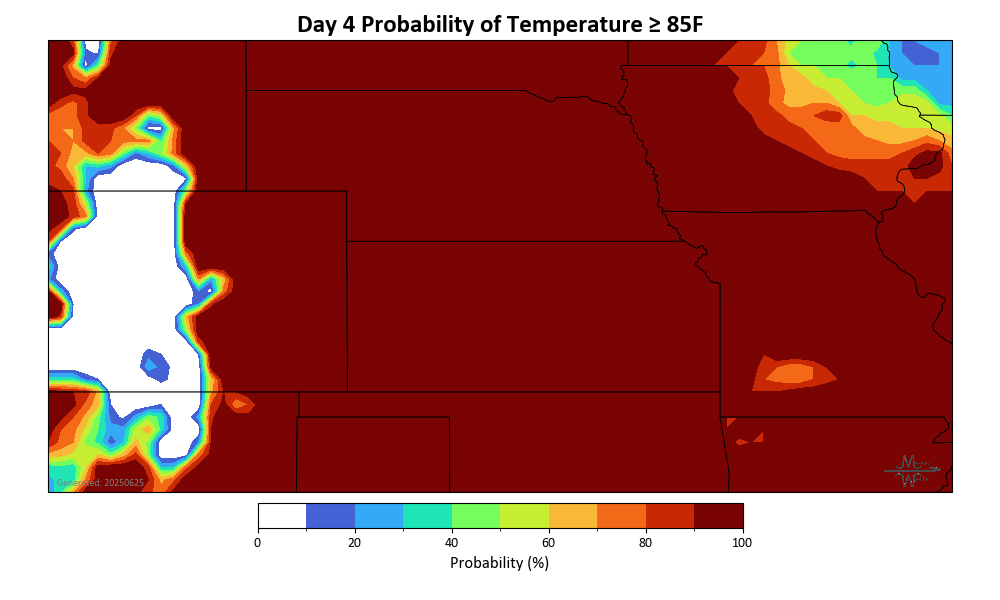 Day 4 Probability of Temperature ≥ 85F
Generated: 20250625
0 20 40 60 80 100
Probability (%)